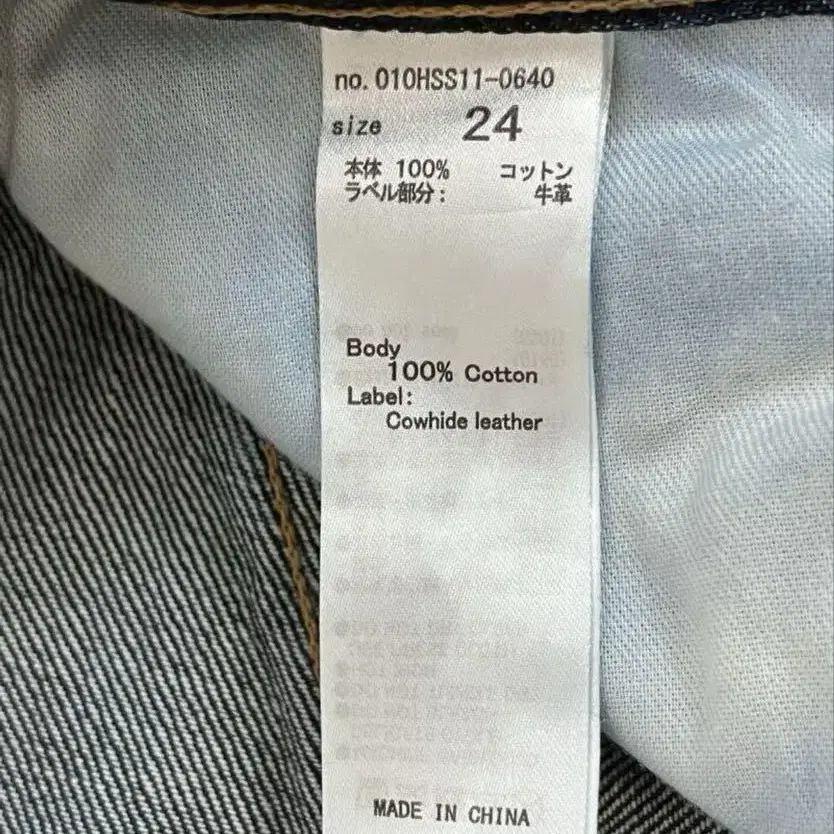 no. 010HSS11-0640
size 24
本体 100% コットン
ラベル部分: 牛革
Body
100% Cotton
Label:
Cowhide leather
MADE IN CHINA